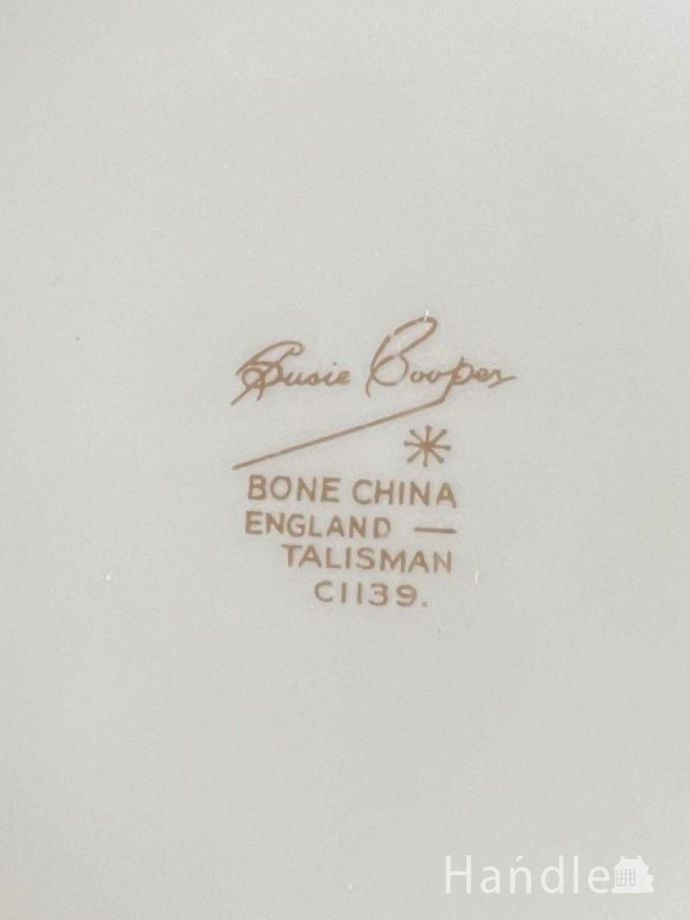 Susie Cooper
BONE CHINA
ENGLAND —
TALISMAN
C1139.
Handle